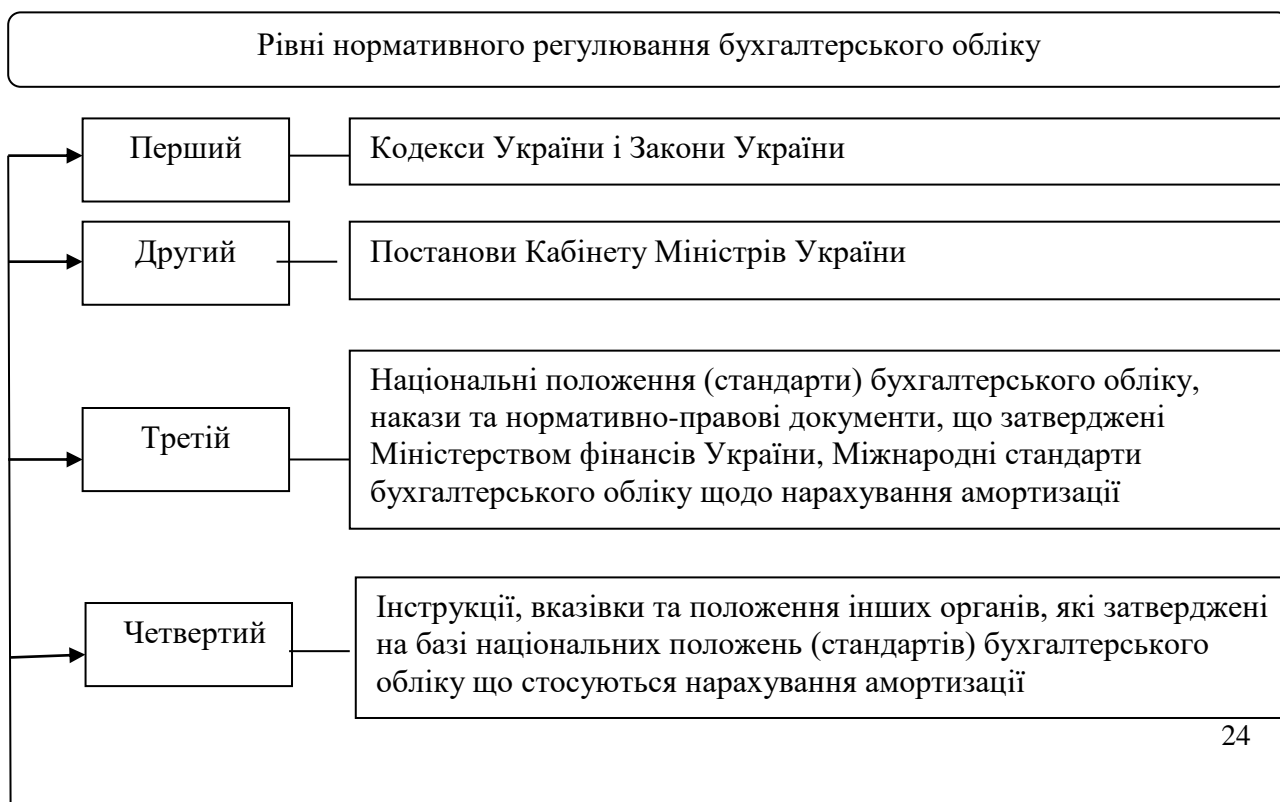 Рівні нормативного регулювання бухгалтерського обліку
Перший
Кодекси України і Закони України
Другий
Постанови Кабінету Міністрів України
Третій
Національні положення (стандарти) бухгалтерського обліку,
накази та нормативно-правові документи, що затверджені
Міністерством фінансів України, Міжнародні стандарти
бухгалтерського обліку щодо нарахування амортизації
Четвертий
Інструкції, вказівки та положення інших органів, які затверджені
на базі національних положень (стандартів) бухгалтерського
обліку що стосуються нарахування амортизації
24